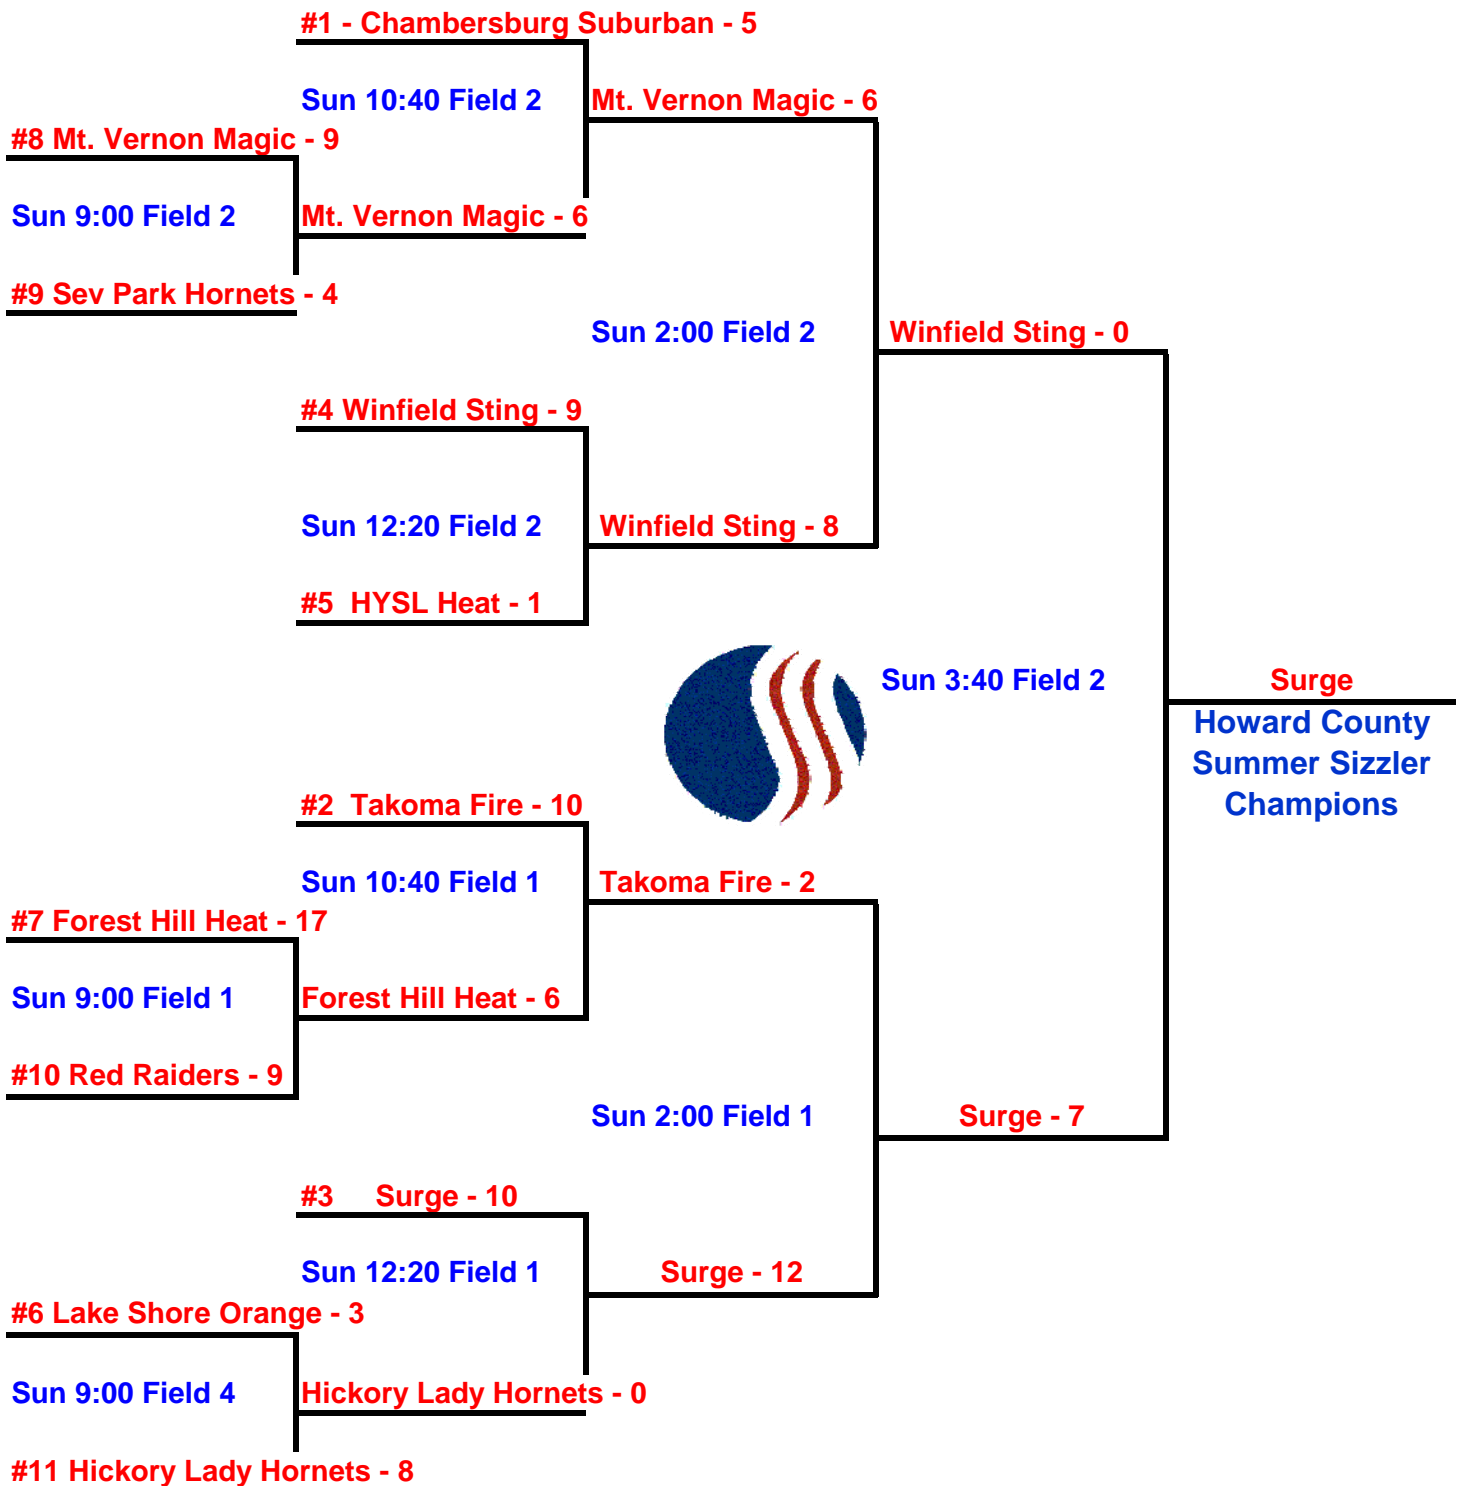 #1 - Chambersburg Suburban - 5
Sun 10:40 Field 2
Mt. Vernon Magic - 6
#8 Mt. Vernon Magic - 9
Sun 9:00 Field 2
Mt. Vernon Magic - 6
#9 Sev Park Hornets - 4
Sun 2:00 Field 2
Winfield Sting - 0
#4 Winfield Sting - 9
Sun 12:20 Field 2
Winfield Sting - 8
#5  HYSL Heat - 1
Sun 3:40 Field 2
Surge
Howard County
Summer Sizzler
Champions
#2  Takoma Fire - 10
Sun 10:40 Field 1
Takoma Fire - 2
#7 Forest Hill Heat - 17
Sun 9:00 Field 1
Forest Hill Heat - 6
#10 Red Raiders - 9
Sun 2:00 Field 1
Surge - 7
#3     Surge - 10
Sun 12:20 Field 1
Surge - 12
#6 Lake Shore Orange - 3
Sun 9:00 Field 4
Hickory Lady Hornets - 0
#11 Hickory Lady Hornets - 8